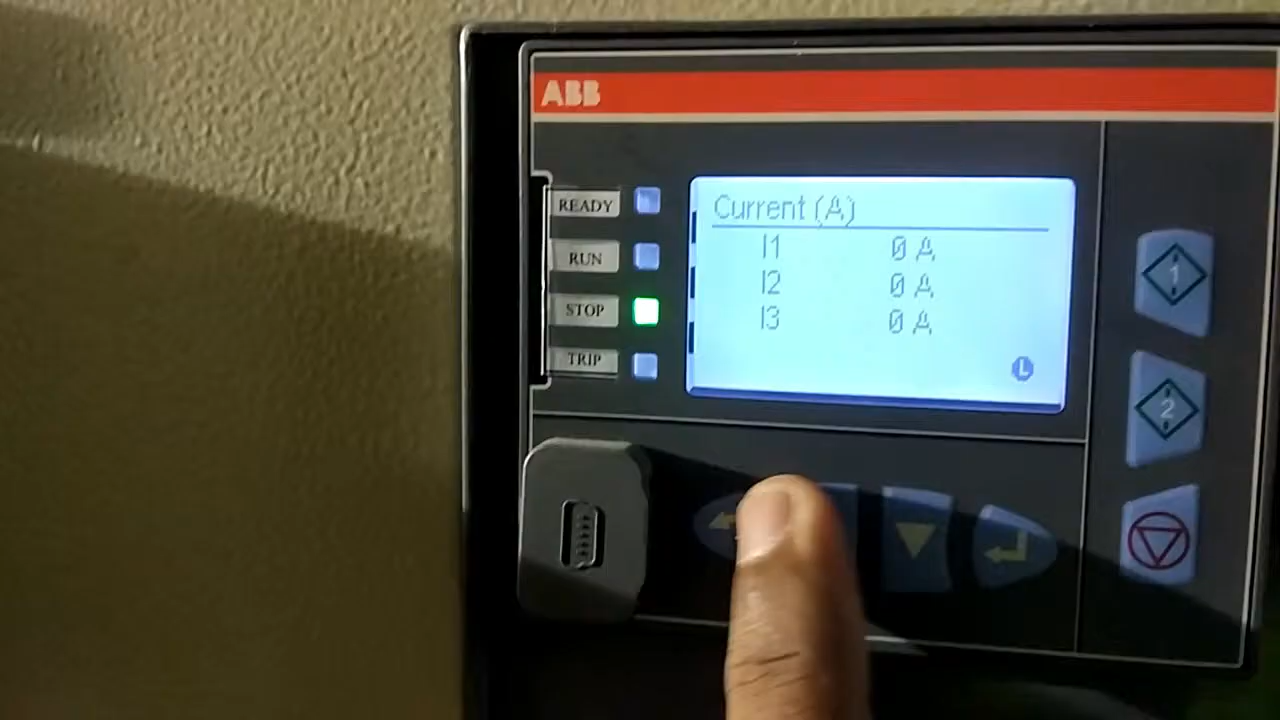 ABB
READY
RUN
STOP
TRIP
Current (A)
I1 0 A
I2 0 A
I3 0 A
L
1
2